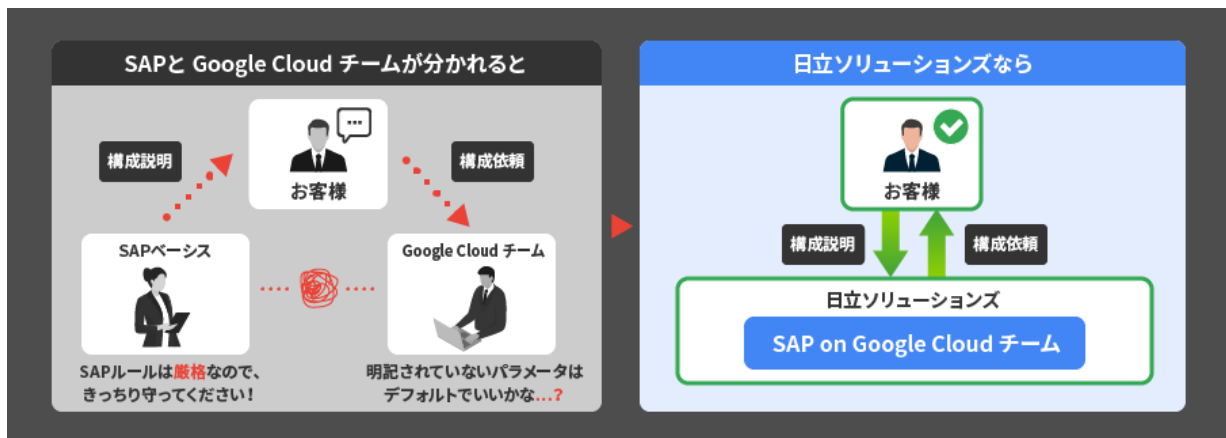 SAPと Google Cloud チームが分かれると
構成説明
お客様
構成依頼
SAPベーシス
Google Cloud チーム
SAPルールは厳格なので、
きっちり守ってください!
明記されていないパラメータは
デフォルトでいいかな...?
日立ソリューションズなら
お客様
構成説明
構成依頼
日立ソリューションズ
SAP on Google Cloud チーム